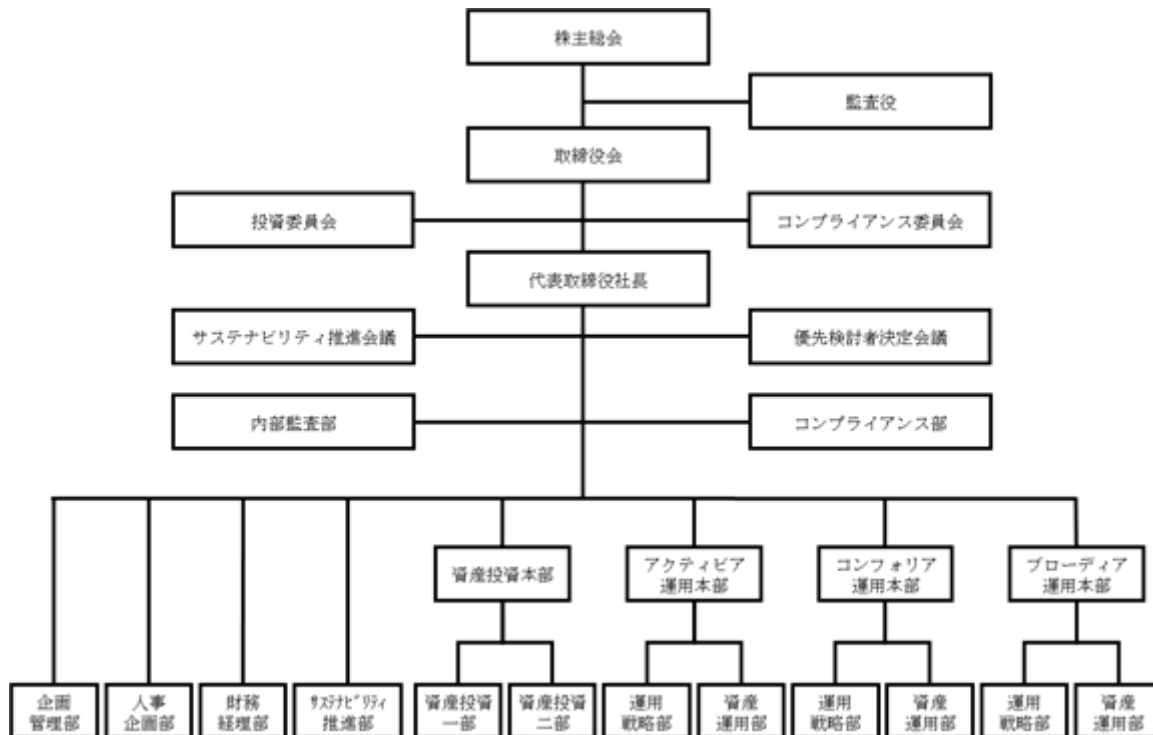 株主総会
監査役
取締役会
投資委員会
コンプライアンス委員会
代表取締役社長
サステナビリティ推進会議
優先検討者決定会議
内部監査部
コンプライアンス部
資産投資本部
アクティビア
運用本部
コンフォリア
運用本部
ブローディア
運用本部
企画
管理部
人事
企画部
財務
経理部
ｻｽﾃﾅﾋﾞﾘﾃｨ
推進部
資産投資
一部
資産投資
二部
運用
戦略部
資産
運用部
運用
戦略部
資産
運用部
運用
戦略部
資産
運用部